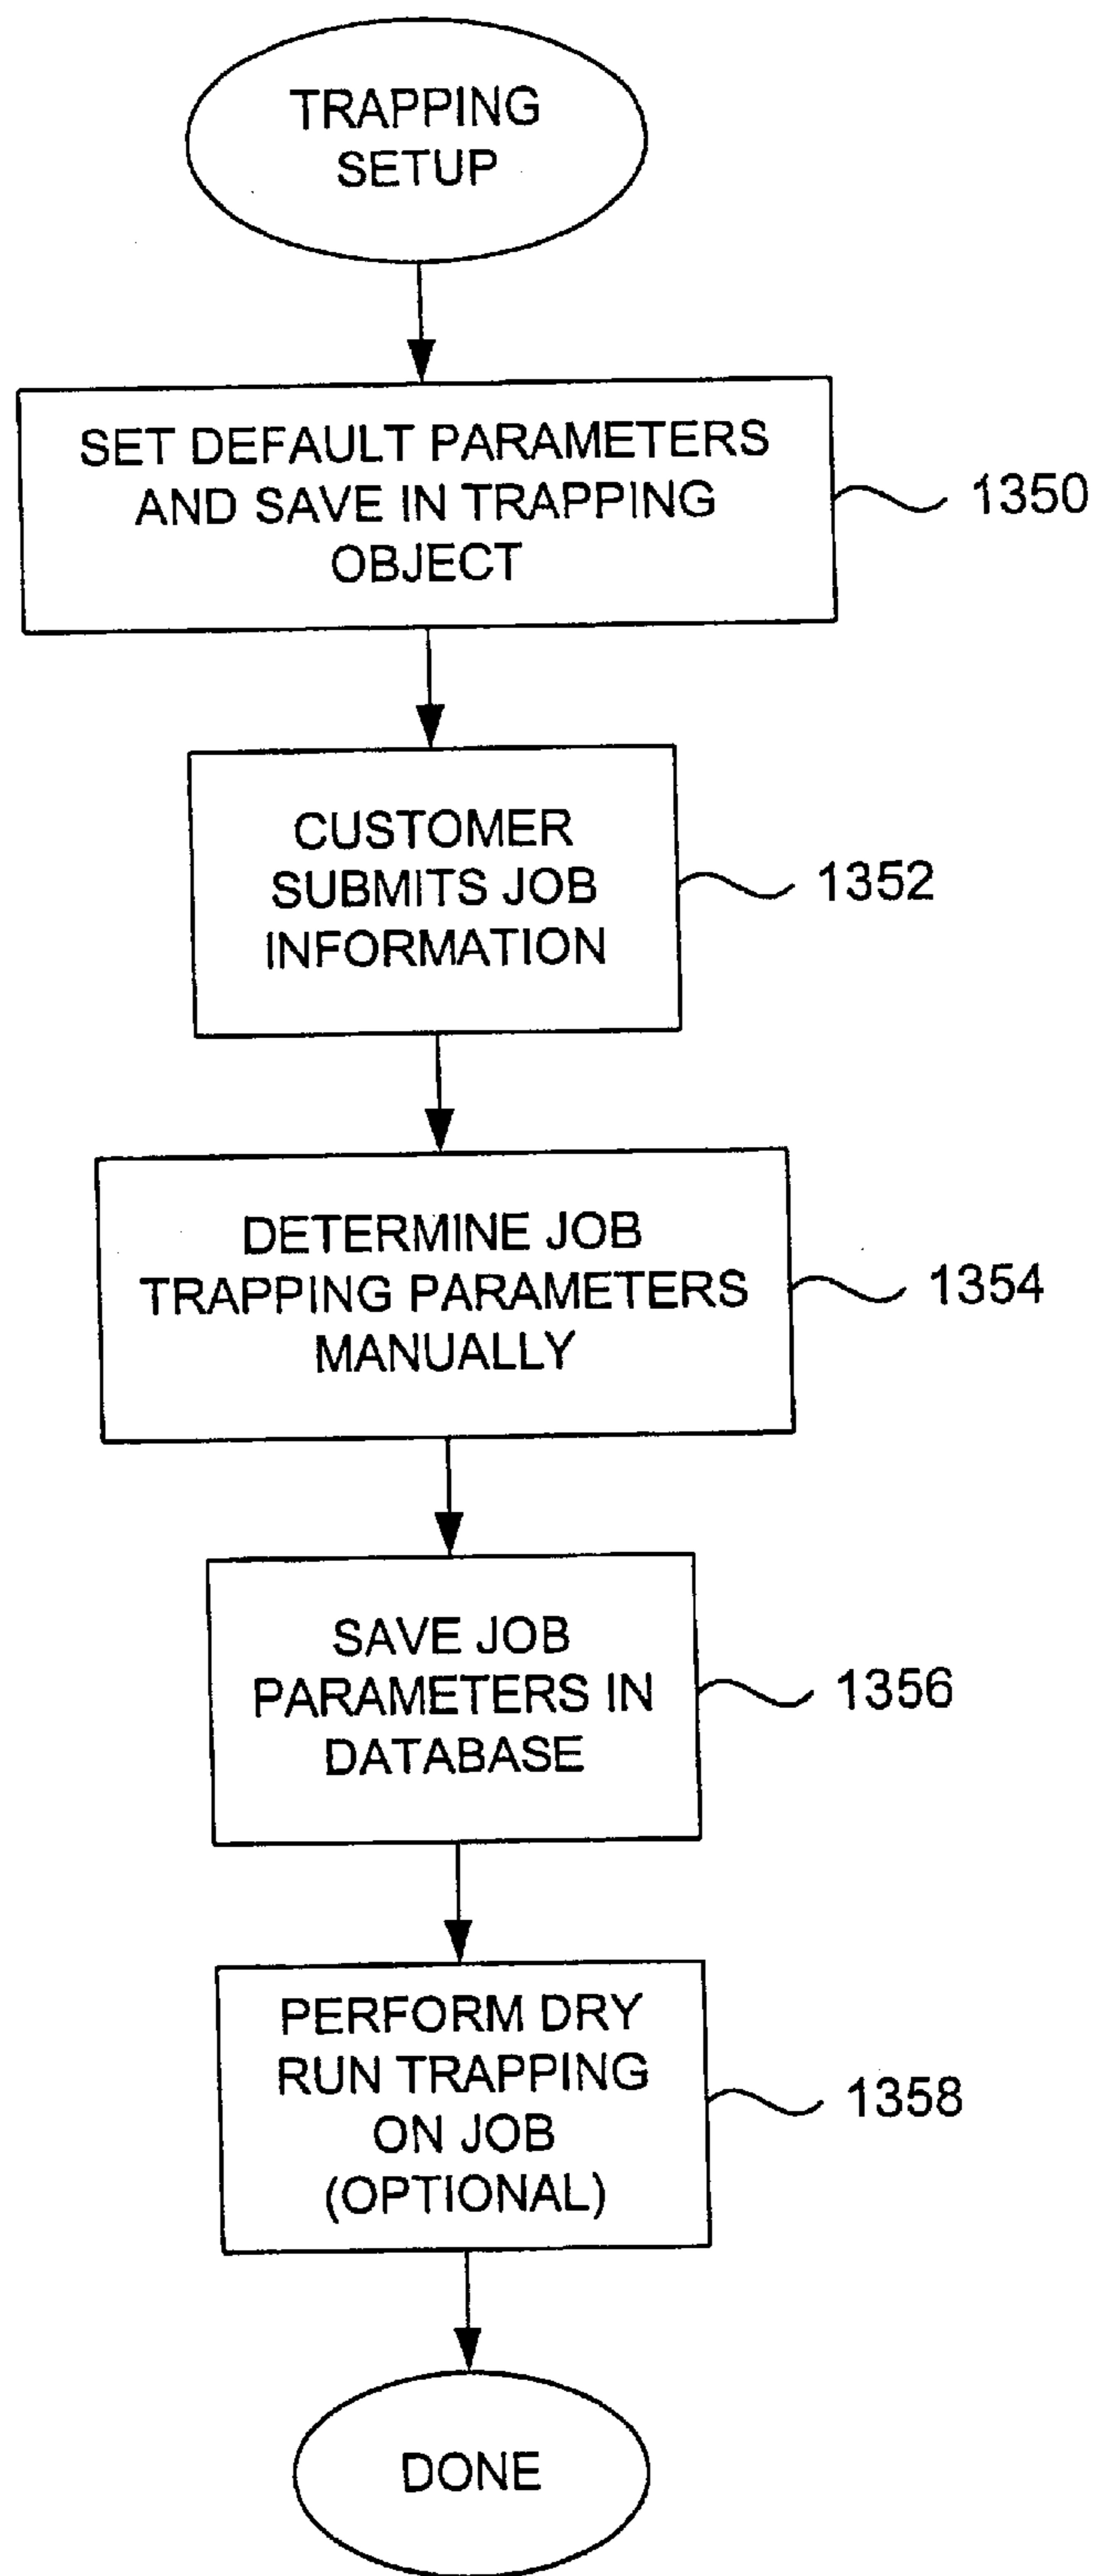 TRAPPING
SETUP
SET DEFAULT PARAMETERS
AND SAVE IN TRAPPING
OBJECT
1350
CUSTOMER
SUBMITS JOB
INFORMATION
1352
DETERMINE JOB
TRAPPING PARAMETERS
MANUALLY
1354
SAVE JOB
PARAMETERS IN
DATABASE
1356
PERFORM DRY
RUN TRAPPING
ON JOB
(OPTIONAL)
1358
DONE